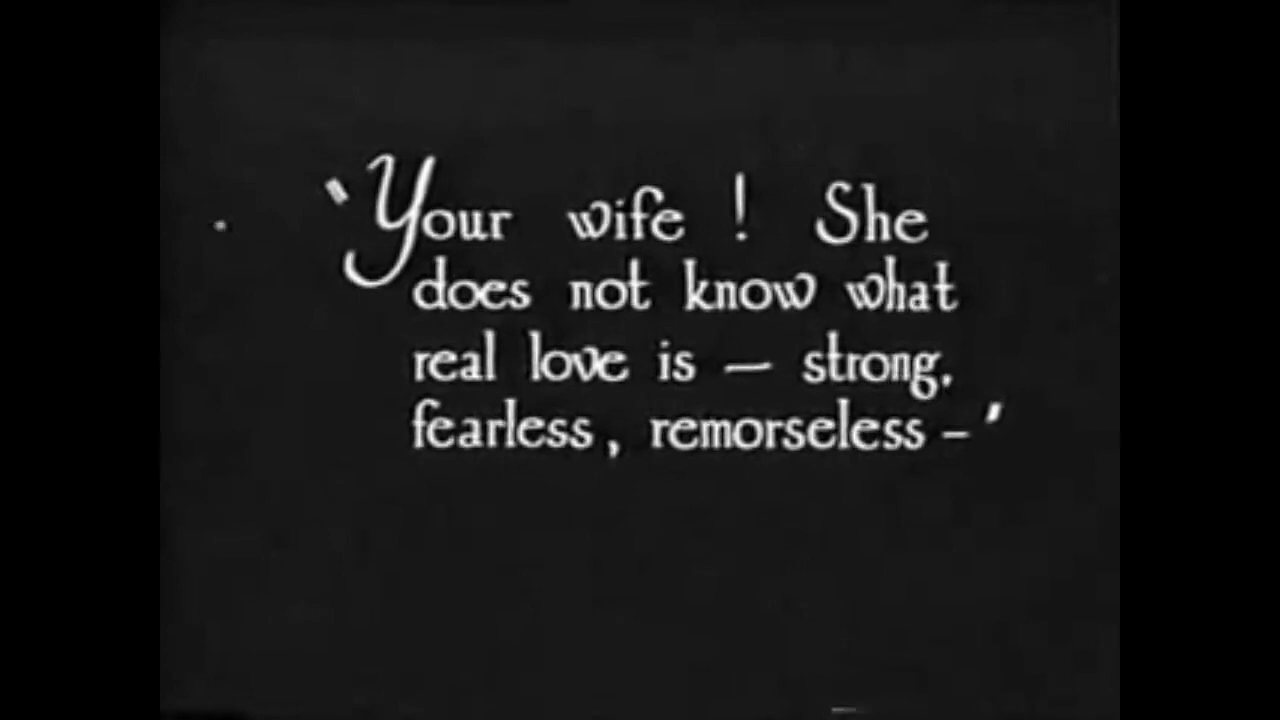 'Your wife! She
does not know what
real love is — strong,
fearless, remorseless -'